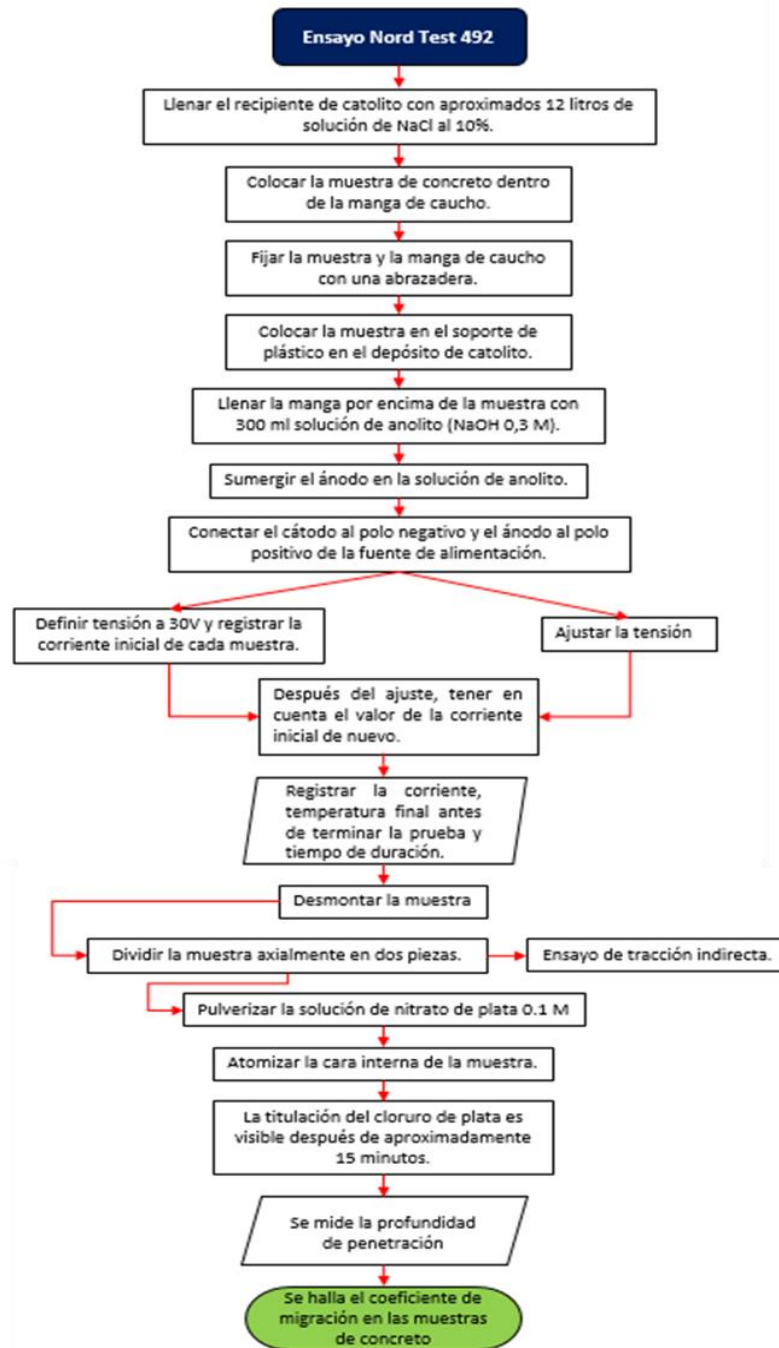 Ensayo Nord Test 492
Llenar el recipiente de catolito con aproximados 12 litros de
solución de NaCl al 10%.
Colocar la muestra de concreto dentro
de la manga de caucho.
Fijar la muestra y la manga de caucho
con una abrazadera.
Colocar la muestra en el soporte de
plástico en el depósito de catolito.
Llenar la manga por encima de la muestra con
300 ml solución de anolito (NaOH 0,3 M).
Sumergir el ánodo en la solución de anolito.
Conectar el cátodo al polo negativo y el ánodo al polo
positivo de la fuente de alimentación.
Definir tensión a 30V y registrar la
corriente inicial de cada muestra.
Ajustar la tensión
Después del ajuste, tener en
cuenta el valor de la corriente
inicial de nuevo.
Registrar la corriente,
temperatura final antes
de terminar la prueba y
tiempo de duración.
Desmontar la muestra
Dividir la muestra axialmente en dos piezas.
Ensayo de tracción indirecta.
Pulverizar la solución de nitrato de plata 0.1 M
Atomizar la cara interna de la muestra.
La titulación del cloruro de plata es
visible después de aproximadamente
15 minutos.
Se mide la profundidad
de penetración
Se halla el coeficiente de
migración en las muestras
de concreto